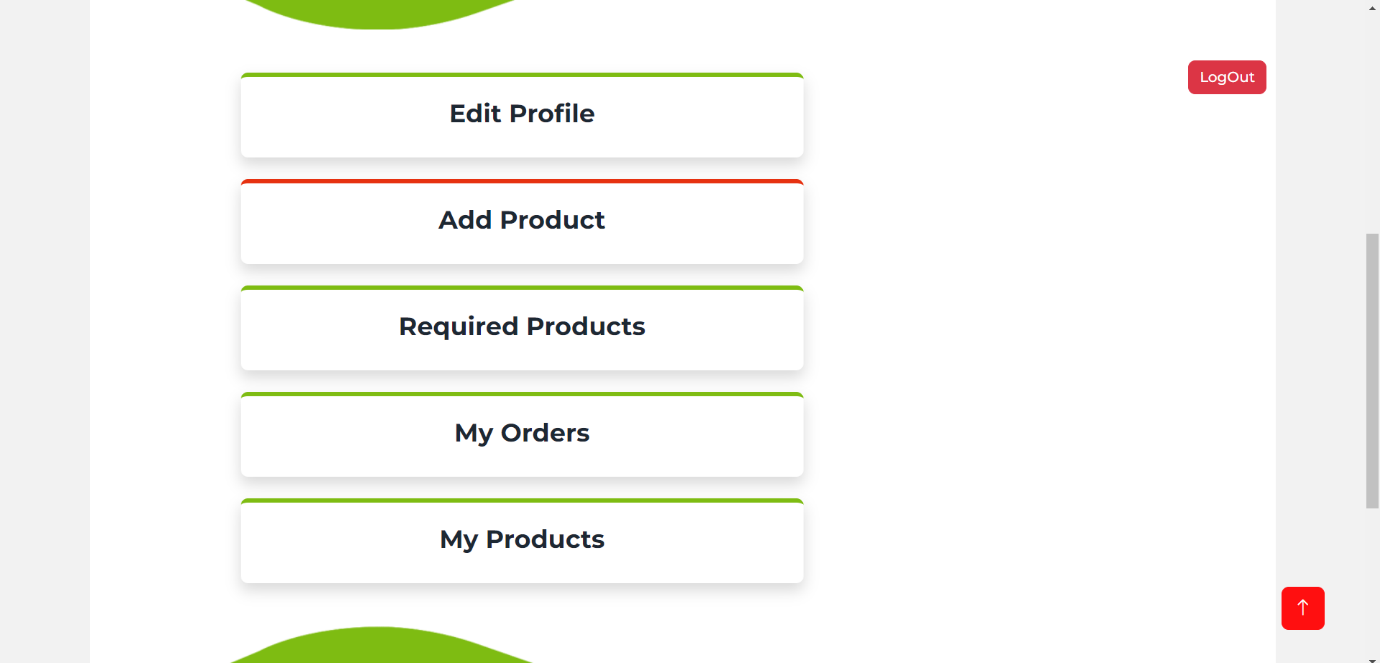 LogOut
Edit Profile
Add Product
Required Products
My Orders
My Products